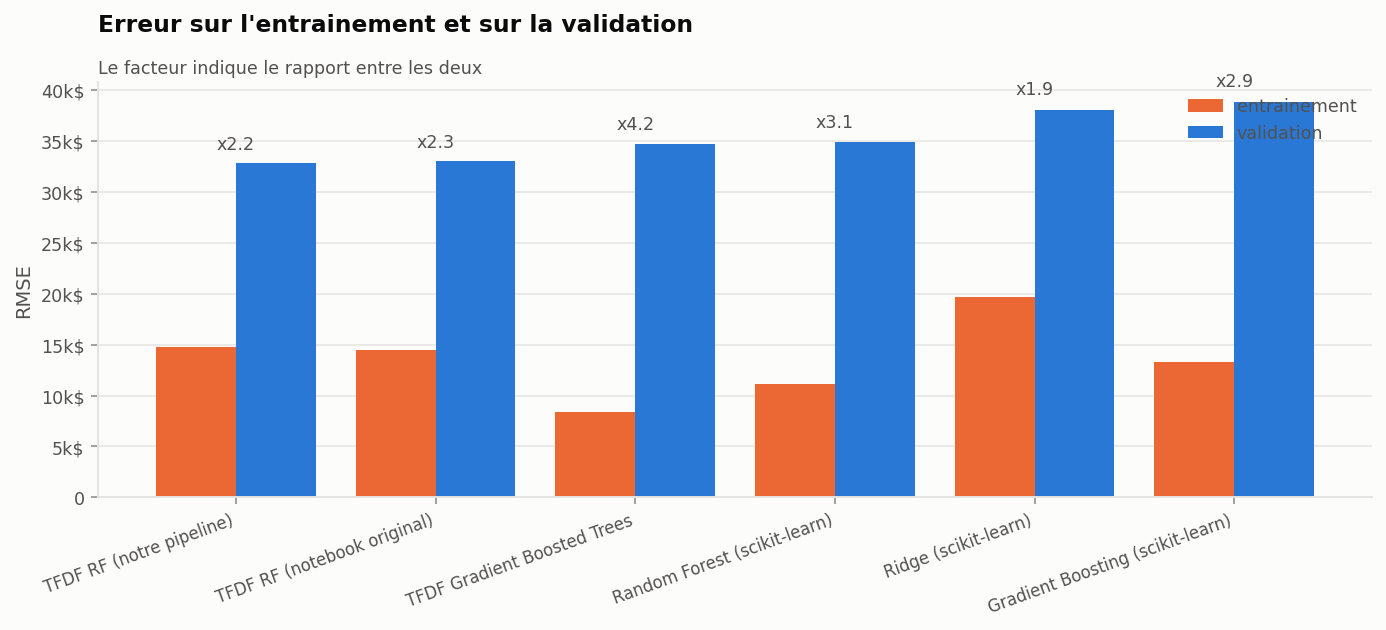 Erreur sur l'entrainement et sur la validation
Le facteur indique le rapport entre les deux
40k$
35k$
30k$
25k$
20k$
15k$
10k$
5k$
0
RMSE
x2.2
x2.3
x4.2
x3.1
x1.9
x2.9
entrainement
validation
TFDF RF (notre pipeline)
TFDF RF (notebook original)
TFDF Gradient Boosted Trees
Random Forest (scikit-learn)
Ridge (scikit-learn)
Gradient Boosting (scikit-learn)